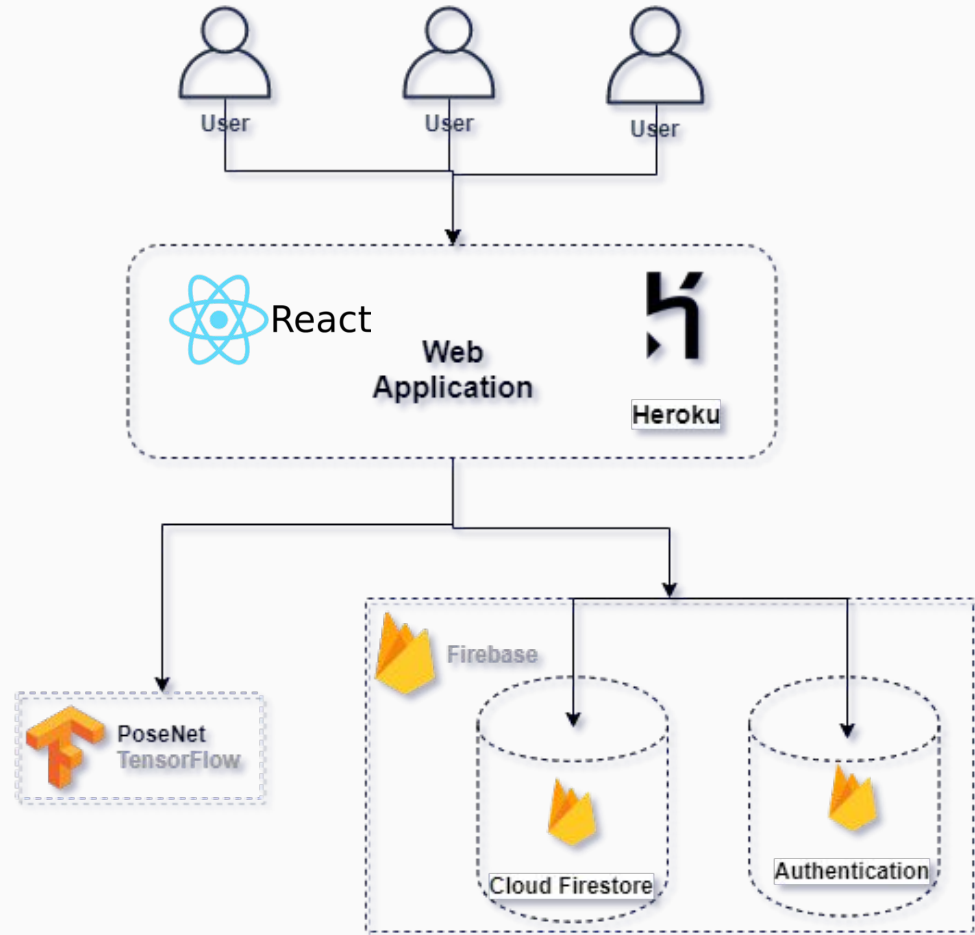 User
User
User
React
Web
Application
Heroku
Firebase
PoseNet
TensorFlow
Cloud Firestore
Authentication